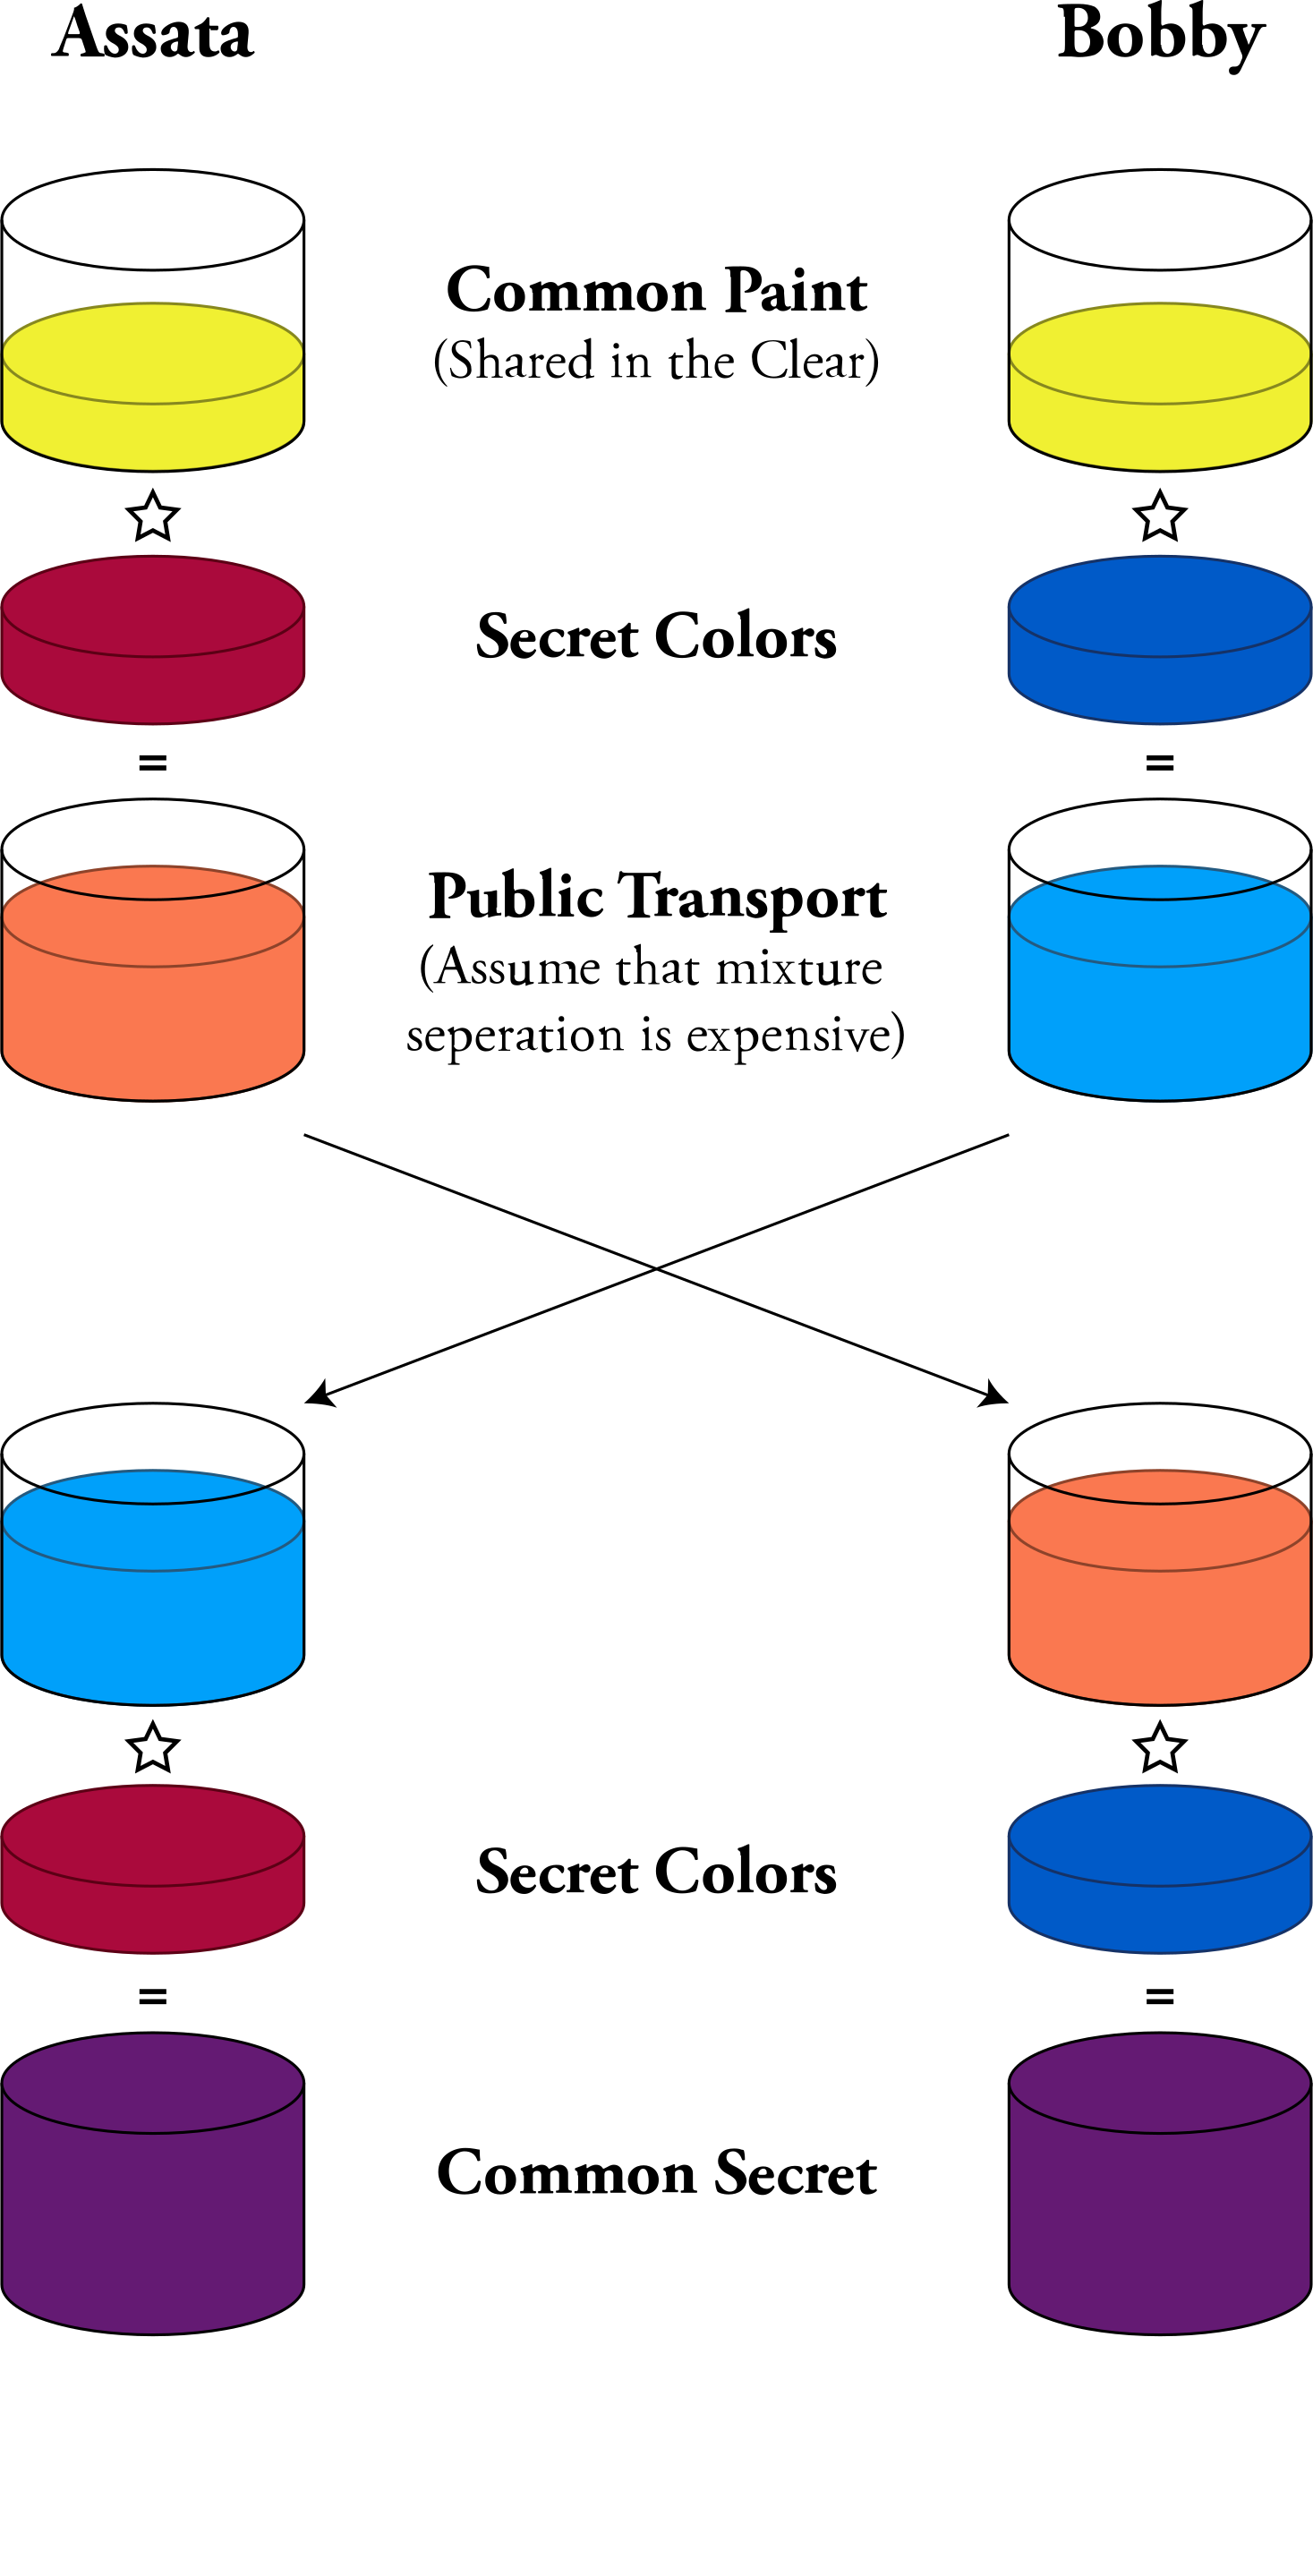 Assata
Bobby
Common Paint
(Shared in the Clear)
Secret Colors
=
=
Public Transport
(Assume that mixture
seperation is expensive)
Secret Colors
=
=
Common Secret